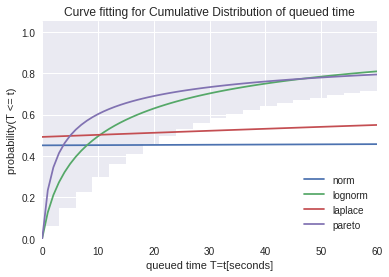 Curve fitting for Cumulative Distribution of queued time
probability(T <= t)
1.0
0.8
0.6
0.4
0.2
0.0
norm
lognorm
laplace
pareto
0
10
20
30
40
50
60
queued time T=t[seconds]